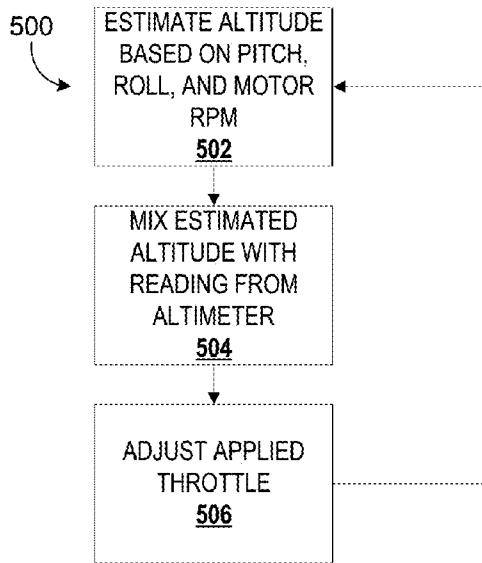 500
ESTIMATE ALTITUDE
BASED ON PITCH,
ROLL, AND MOTOR
RPM
502
MIX ESTIMATED
ALTITUDE WITH
READING FROM
ALTIMETER
504
ADJUST APPLIED
THROTTLE
506